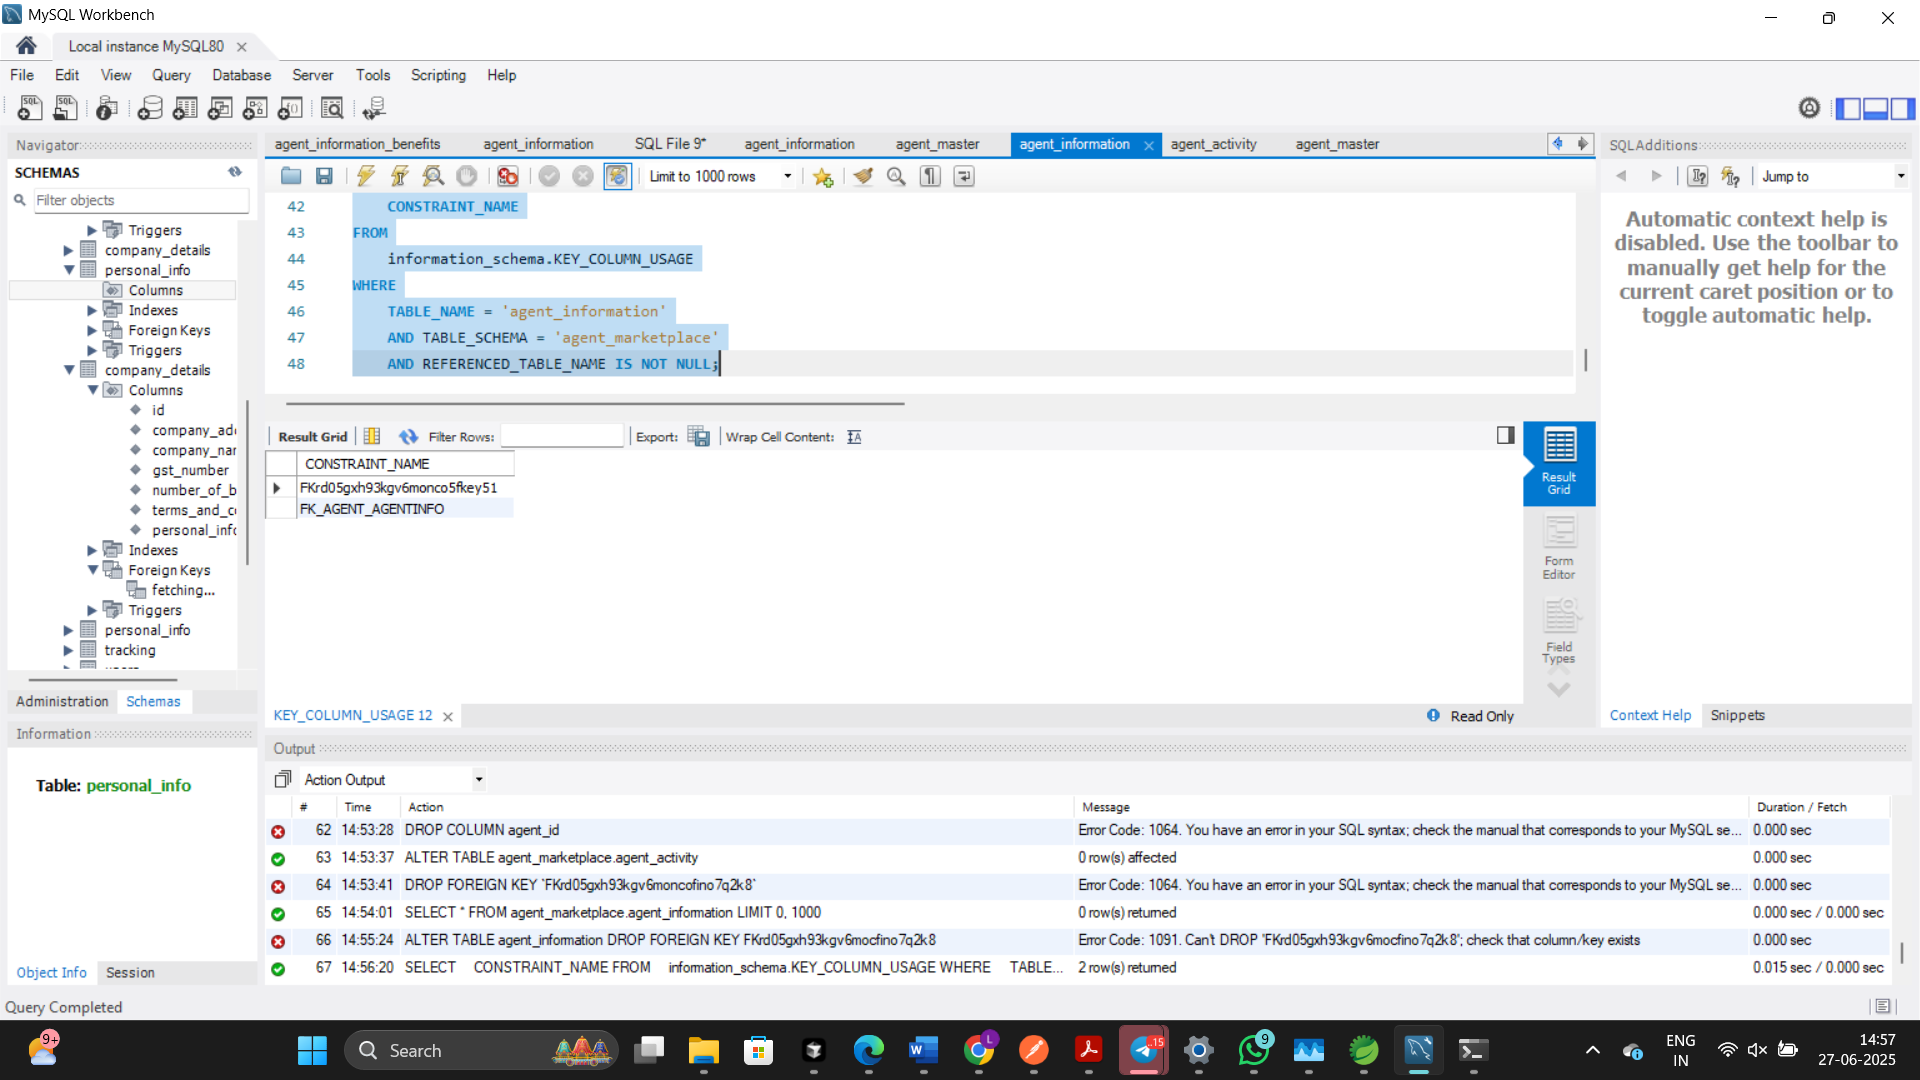 MySQL Workbench
Local instance MySQL80
File Edit View Query Database Server Tools Scripting Help
Navigator
SCHEMAS
Filter objects
Triggers
company_details
personal_info
Columns
Indexes
Foreign Keys
Triggers
company_details
Columns
id
company_add
company_nar
gst_number
number_of_b
terms_and_co
personal_info
Indexes
Foreign Keys
fetching...
Triggers
personal_info
tracking
Administration Schemas
Information
Table: personal_info
Object Info Session
Query Completed
agent_information_benefits agent_information SQL File 9* agent_information agent_master agent_information agent_activity agent_master
Limit to 1000 rows
42 CONSTRAINT_NAME
43 FROM
44 information_schema.KEY_COLUMN_USAGE
45 WHERE
46 TABLE_NAME = 'agent_information'
47 AND TABLE_SCHEMA = 'agent_marketplace'
48 AND REFERENCED_TABLE_NAME IS NOT NULL;
Result Grid Filter Rows: Export: Wrap Cell Content:
CONSTRAINT_NAME
FKrd05gxh93kgv6monco5fkey51
FK_AGENT_AGENTINFO
Result Grid
Form Editor
Field Types
KEY_COLUMN_USAGE 12
Read Only
SQLAdditions
Jump to
Automatic context help is
disabled. Use the toolbar to
manually get help for the
current caret position or to
toggle automatic help.
Context Help Snippets
Output
Action Output
# Time Action Message Duration / Fetch
62 14:53:28 DROP COLUMN agent_id Error Code: 1064. You have an error in your SQL syntax; check the manual that corresponds to your MySQL se... 0.000 sec
63 14:53:37 ALTER TABLE agent_marketplace.agent_activity 0 row(s) affected 0.000 sec
64 14:53:41 DROP FOREIGN KEY `FKrd05gxh93kgv6moncofino7q2k8` Error Code: 1064. You have an error in your SQL syntax; check the manual that corresponds to your MySQL se... 0.000 sec
65 14:54:01 SELECT * FROM agent_marketplace.agent_information LIMIT 0, 1000 0 row(s) returned 0.000 sec / 0.000 sec
66 14:55:24 ALTER TABLE agent_information DROP FOREIGN KEY FKrd05gxh93kgv6mocfino7q2k8 Error Code: 1091. Can't DROP 'FKrd05gxh93kgv6mocfino7q2k8'; check that column/key exists 0.000 sec
67 14:56:20 SELECT CONSTRAINT_NAME FROM information_schema.KEY_COLUMN_USAGE WHERE TABLE... 2 row(s) returned 0.015 sec / 0.000 sec
9+
Search
L
..15
9
ENG
IN
14:57
27-06-2025